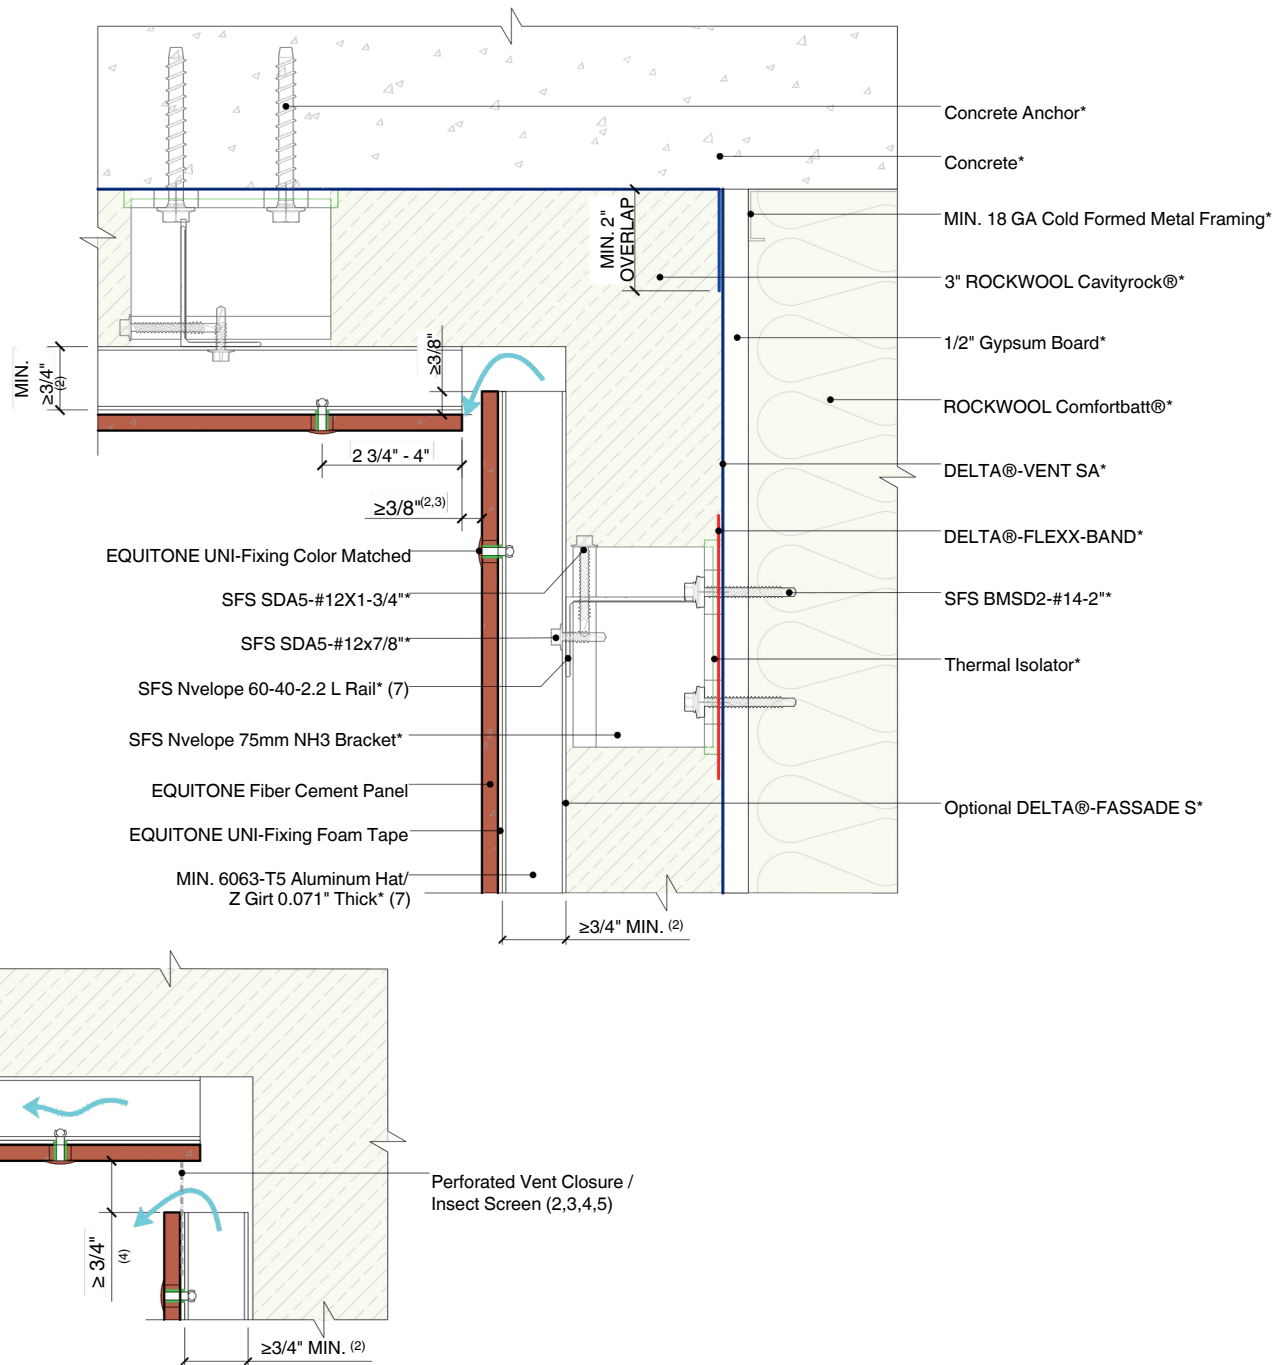 Concrete Anchor*
Concrete*
MIN. 2"
OVERLAP
MIN. 18 GA Cold Formed Metal Framing*
3" ROCKWOOL Cavityrock®*
1/2" Gypsum Board*
MIN.
≥3/4"
(2)
≥3/8"
ROCKWOOL Comfortbatt®*
2 3/4" - 4"
DELTA®-VENT SA*
≥3/8"(2,3)
DELTA®-FLEXX-BAND*
EQUITONE UNI-Fixing Color Matched
SFS SDA5-#12X1-3/4"*
SFS BMSD2-#14-2"*
SFS SDA5-#12x7/8"*
Thermal Isolator*
SFS Nvelope 60-40-2.2 L Rail* (7)
SFS Nvelope 75mm NH3 Bracket*
EQUITONE Fiber Cement Panel
Optional DELTA®-FASSADE S*
EQUITONE UNI-Fixing Foam Tape
MIN. 6063-T5 Aluminum Hat/
Z Girt 0.071" Thick* (7)
≥3/4" MIN. (2)
Perforated Vent Closure /
Insect Screen (2,3,4,5)
≥ 3/4"
(4)
≥3/4" MIN. (2)